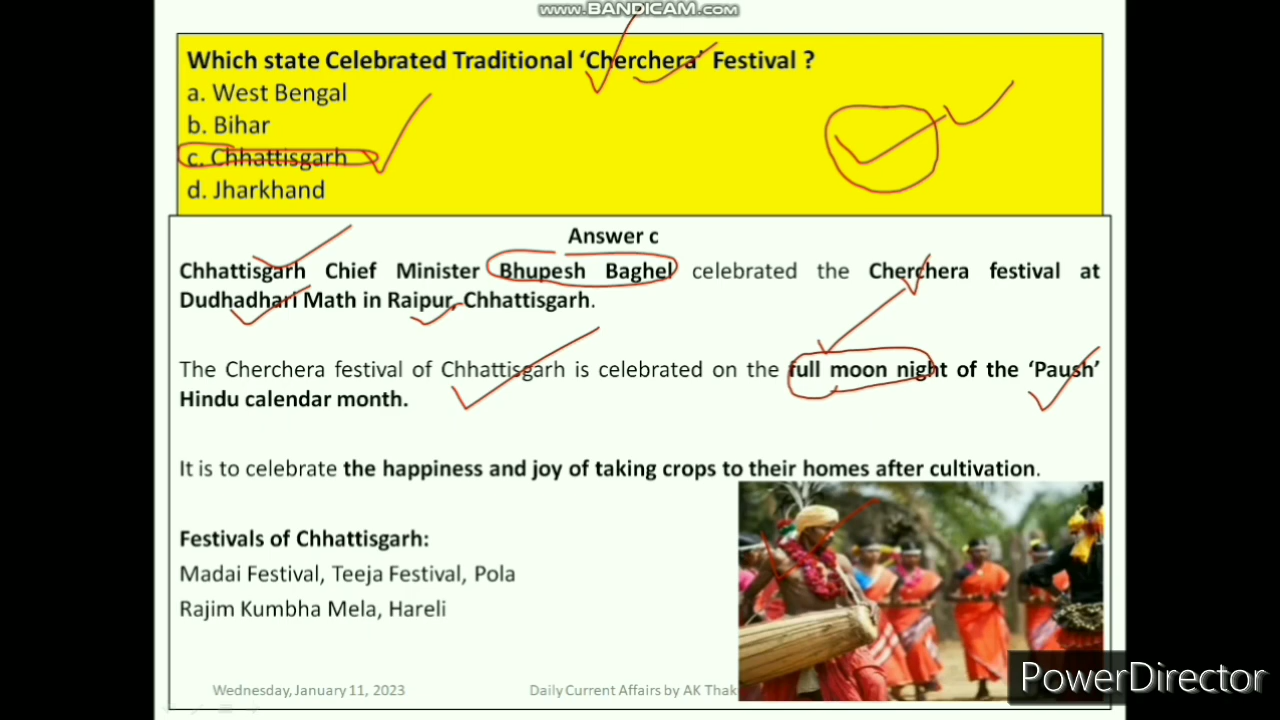 www.BANDICAM.com
Which state Celebrated Traditional ‘Cherchera’ Festival ?
a. West Bengal
b. Bihar
c. Chhattisgarh
d. Jharkhand
Answer c
Chhattisgarh Chief Minister Bhupesh Baghel celebrated the Cherchera festival at
Dudhadhari Math in Raipur, Chhattisgarh.
The Cherchera festival of Chhattisgarh is celebrated on the full moon night of the ‘Paush’
Hindu calendar month.
It is to celebrate the happiness and joy of taking crops to their homes after cultivation.
Festivals of Chhattisgarh:
Madai Festival, Teeja Festival, Pola
Rajim Kumbha Mela, Hareli
Wednesday, January 11, 2023
Daily Current Affairs by AK Thak
PowerDirector